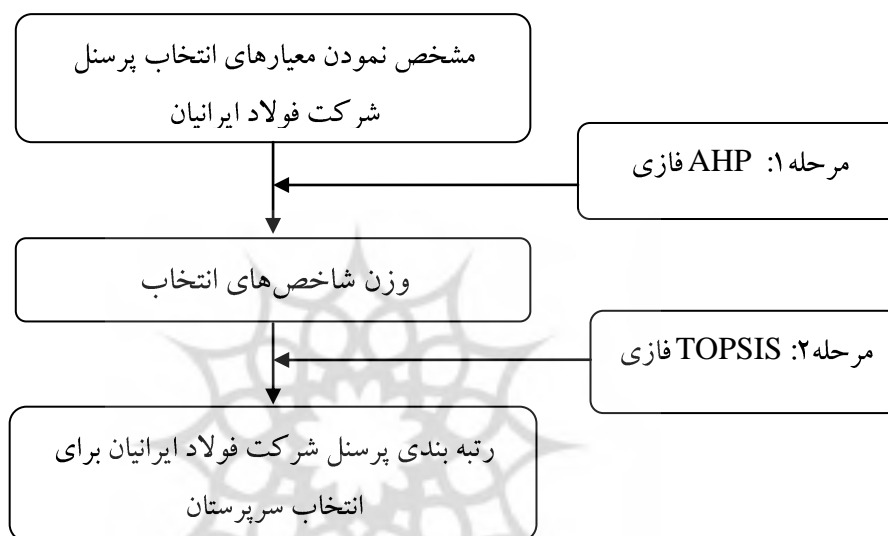 مشخص نمودن معیارهای انتخاب پرسنل
شرکت فولاد ایرانیان
مرحله۱: AHP فازی
وزن شاخص‌های انتخاب
مرحله۲: TOPSIS فازی
رتبه بندی پرسنل شرکت فولاد ایرانیان برای
انتخاب سرپرستان